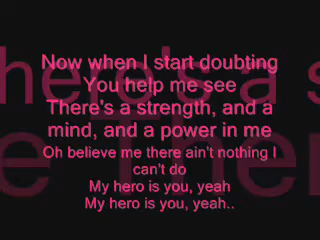 Now when I start doubting
You help me see
There's a strength, and a
mind, and a power in me
Oh believe me there ain't nothing I
can't do
My hero is you, yeah
My hero is you, yeah..